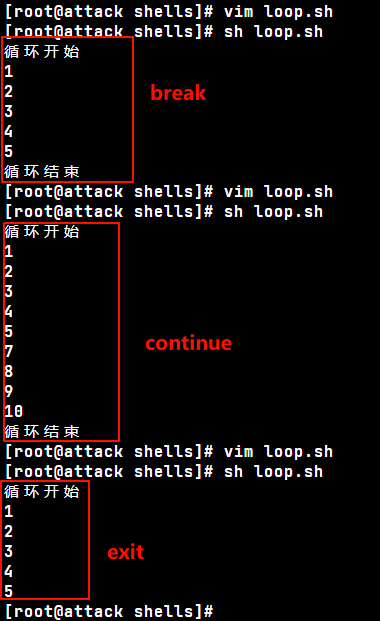 [root@attack shells]# vim loop.sh
[root@attack shells]# sh loop.sh
循环开始
1
2
break
3
4
5
循环结束
[root@attack shells]# vim loop.sh
[root@attack shells]# sh loop.sh
循环开始
1
2
3
4
5
continue
7
8
9
10
循环结束
[root@attack shells]# vim loop.sh
[root@attack shells]# sh loop.sh
循环开始
1
2
3
exit
4
5
[root@attack shells]#